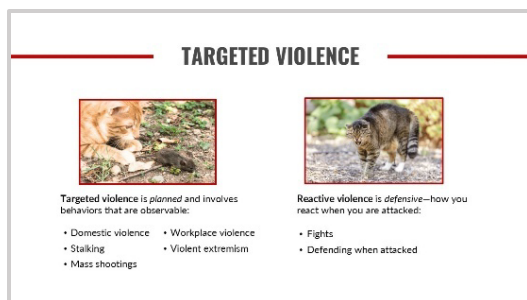 TARGETED VIOLENCE
Targeted violence is planned and involves
behaviors that are observable:
• Domestic violence
• Stalking
• Mass shootings
• Workplace violence
• Violent extremism
Reactive violence is defensive—how you
react when you are attacked:
• Fights
• Defending when attacked